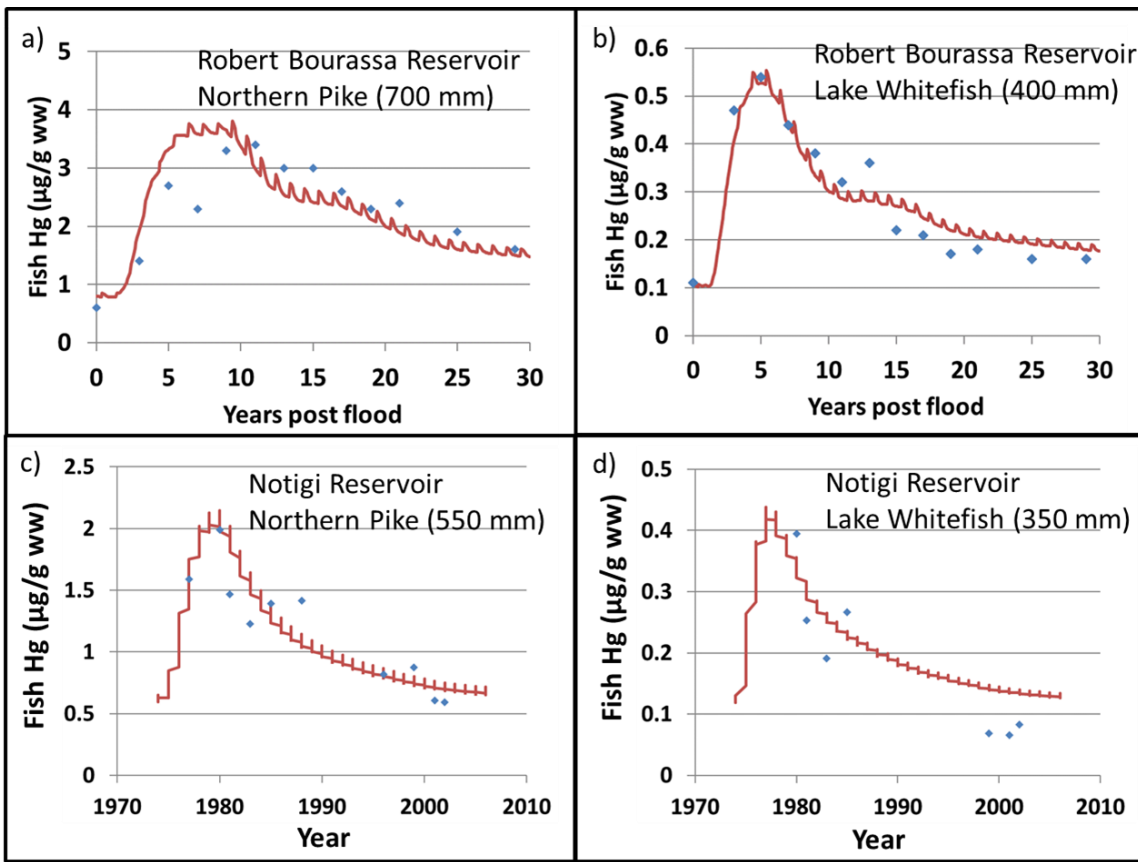 a)
Robert Bourassa Reservoir
Northern Pike (700 mm)
Fish Hg (µg/g ww)
5
4
3
2
1
0
0 5 10 15 20 25 30
Years post flood
b)
Robert Bourassa Reservoir
Lake Whitefish (400 mm)
Fish Hg (µg/g ww)
0.6
0.5
0.4
0.3
0.2
0.1
0
0 5 10 15 20 25 30
Years post flood
c)
Notigi Reservoir
Northern Pike (550 mm)
Fish Hg (µg/g ww)
2.5
2
1.5
1
0.5
0
1970 1980 1990 2000 2010
Year
d)
Notigi Reservoir
Lake Whitefish (350 mm)
Fish Hg (µg/g ww)
0.5
0.4
0.3
0.2
0.1
0
1970 1980 1990 2000 2010
Year